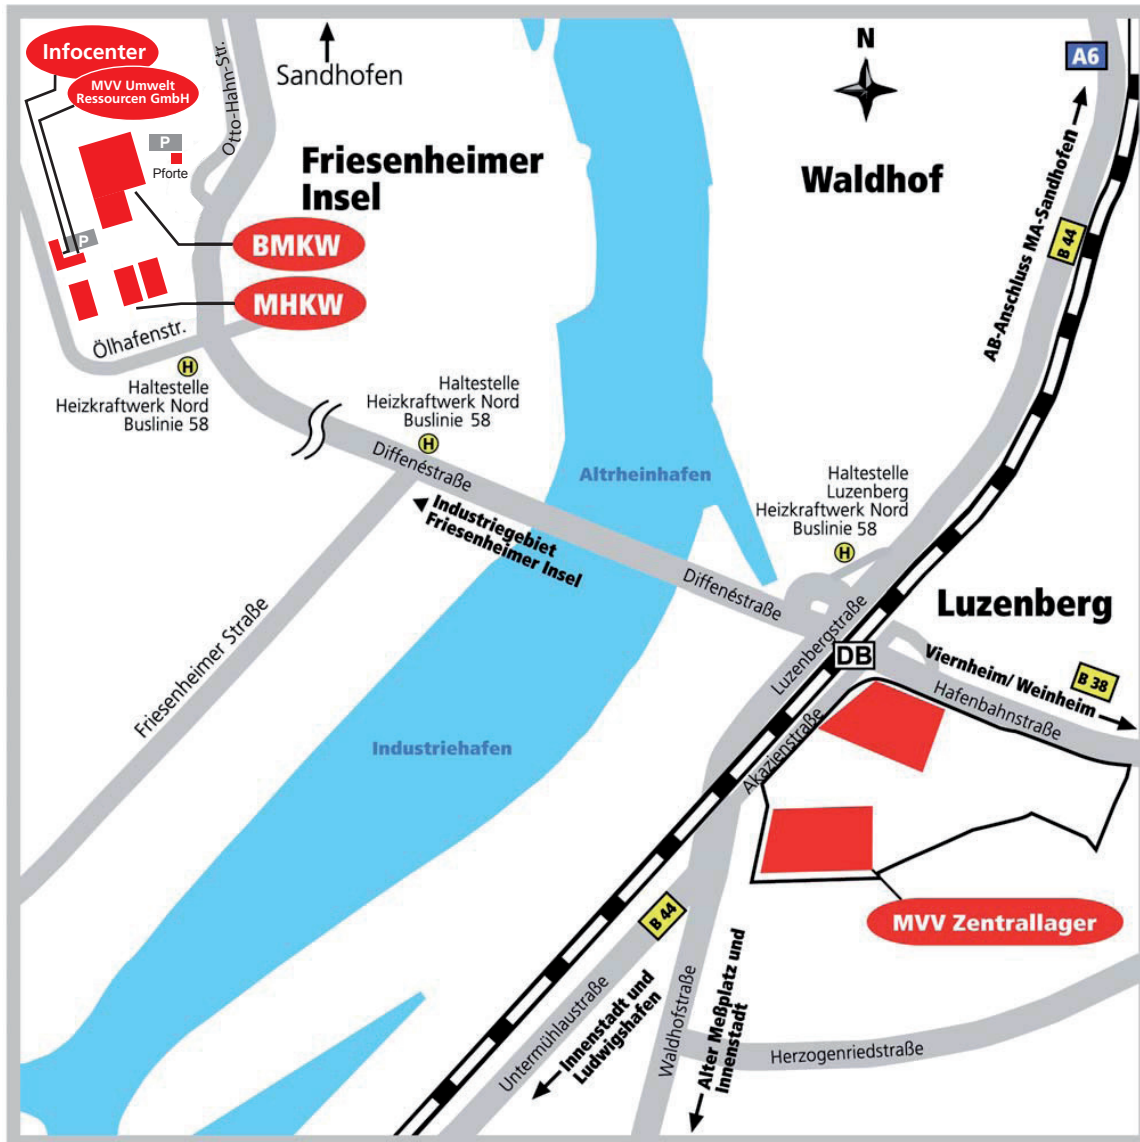 Infocenter
MVV Umwelt
Ressourcen GmbH
P
Pforte
Otto-Hahn-Str.
Sandhofen
Friesenheimer
Insel
N
Waldhof
A6
AB-Anschluss MA-Sandhofen
B 44
P
BMKW
MHKW
Ölhafenstr.
H
Haltestelle
Heizkraftwerk Nord
Buslinie 58
Haltestelle
Heizkraftwerk Nord
Buslinie 58
H
Diffenéstraße
Altrheinhafen
Haltestelle
Luzenberg
Heizkraftwerk Nord
Buslinie 58
H
Industriegebiet
Friesenheimer Insel
Diffenéstraße
Luzenberg
Luzenbergstraße
DB
Viernheim/ Weinheim
B 38
Hafenbahnstraße
Friesenheimer Straße
Industriehafen
Akazienstraße
MVV Zentrallager
B 44
Untermühlaustraße
Innenstadt und
Ludwigshafen
Waldhofstraße
Alter Meßplatz und
Innenstadt
Herzogenriedstraße